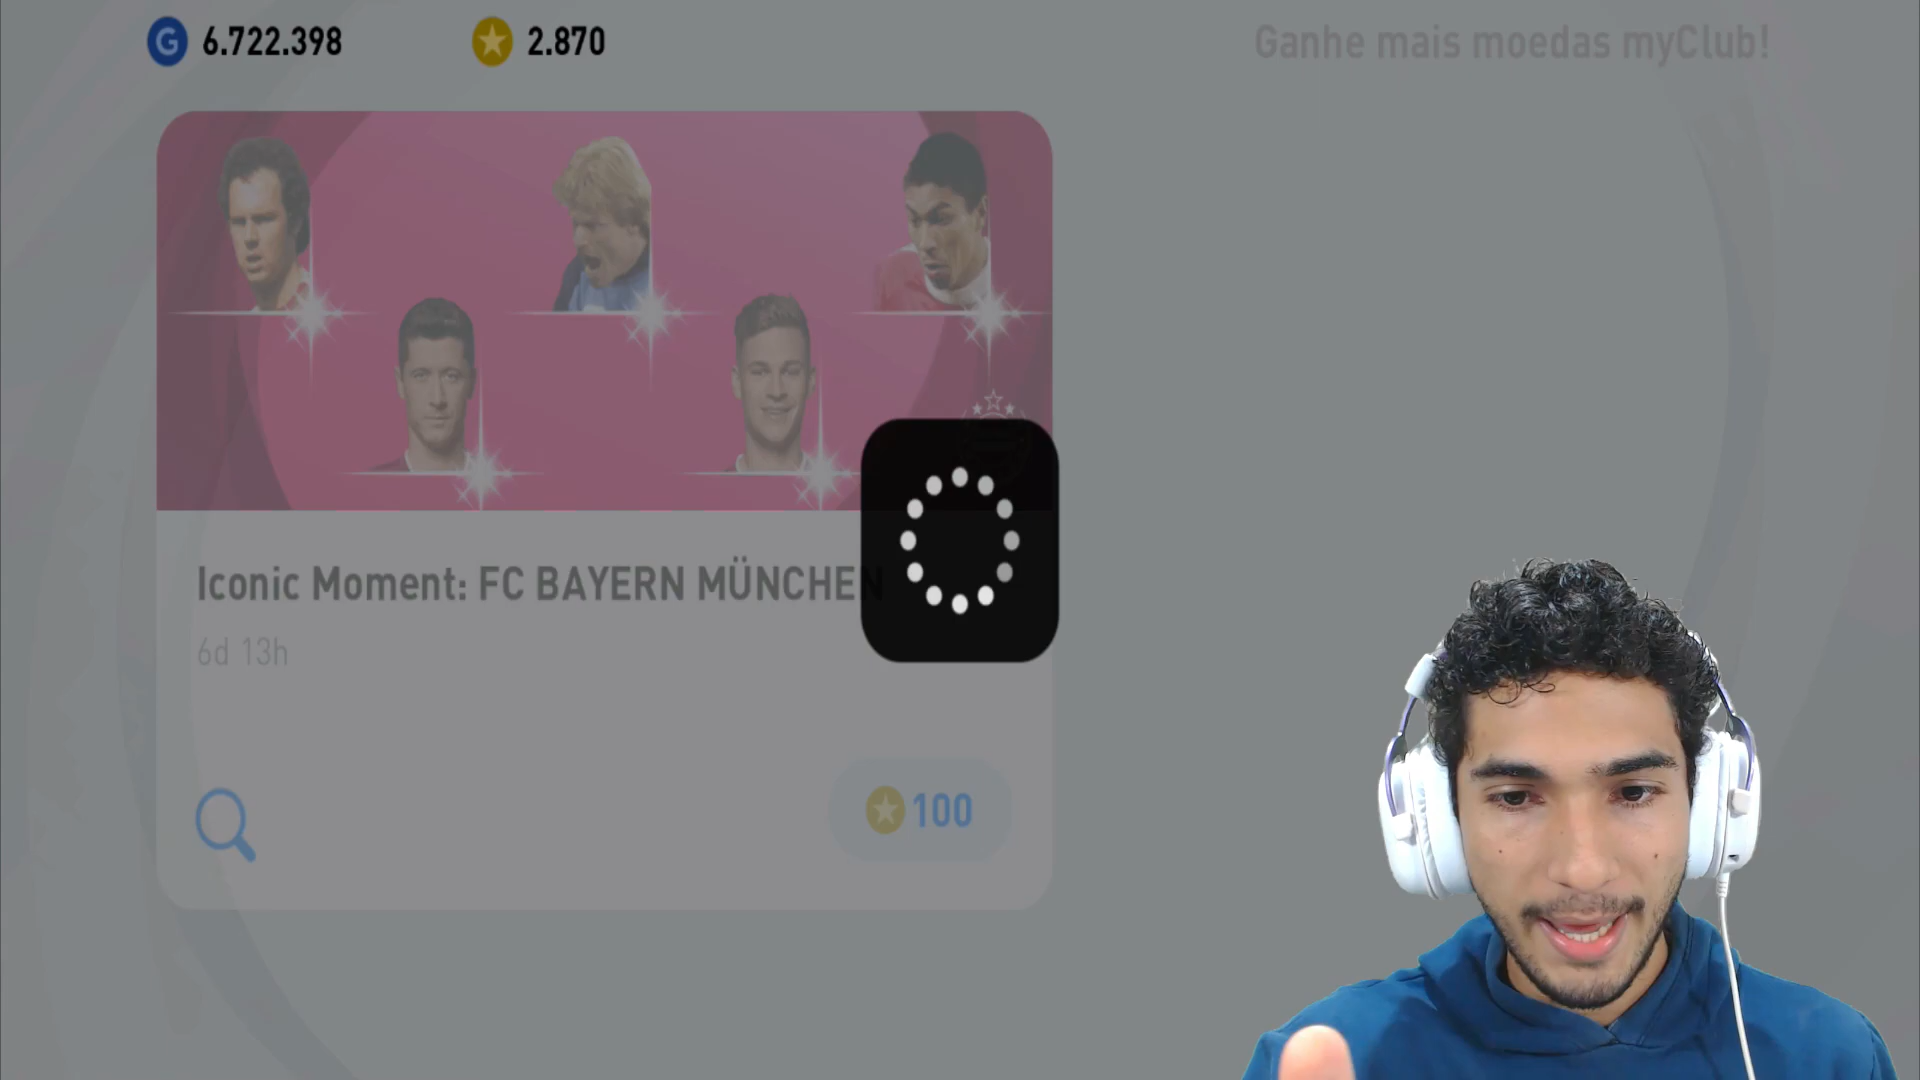 G 6.722.398
2.870
Ganhe mais moedas myClub!
Iconic Moment: FC BAYERN MÜNCHEN
6d 13h
100